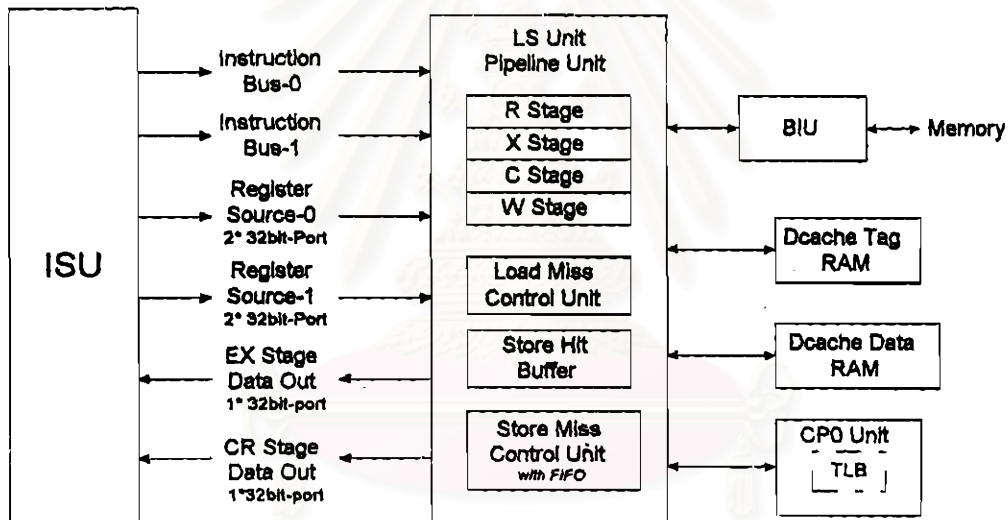 ISU
Instruction
Bus-0
Instruction
Bus-1
Register
Source-0
2* 32bit-Port
Register
Source-1
2* 32bit-Port
EX Stage
Data Out
1* 32bit-port
CR Stage
Data Out
1*32bit-port
LS Unit
Pipeline Unit
R Stage
X Stage
C Stage
W Stage
Load Miss
Control Unit
Store Hit
Buffer
Store Miss
Control Unit
with FIFO
BIU
Memory
Dcache Tag
RAM
Dcache Data
RAM
CP0 Unit
TLB